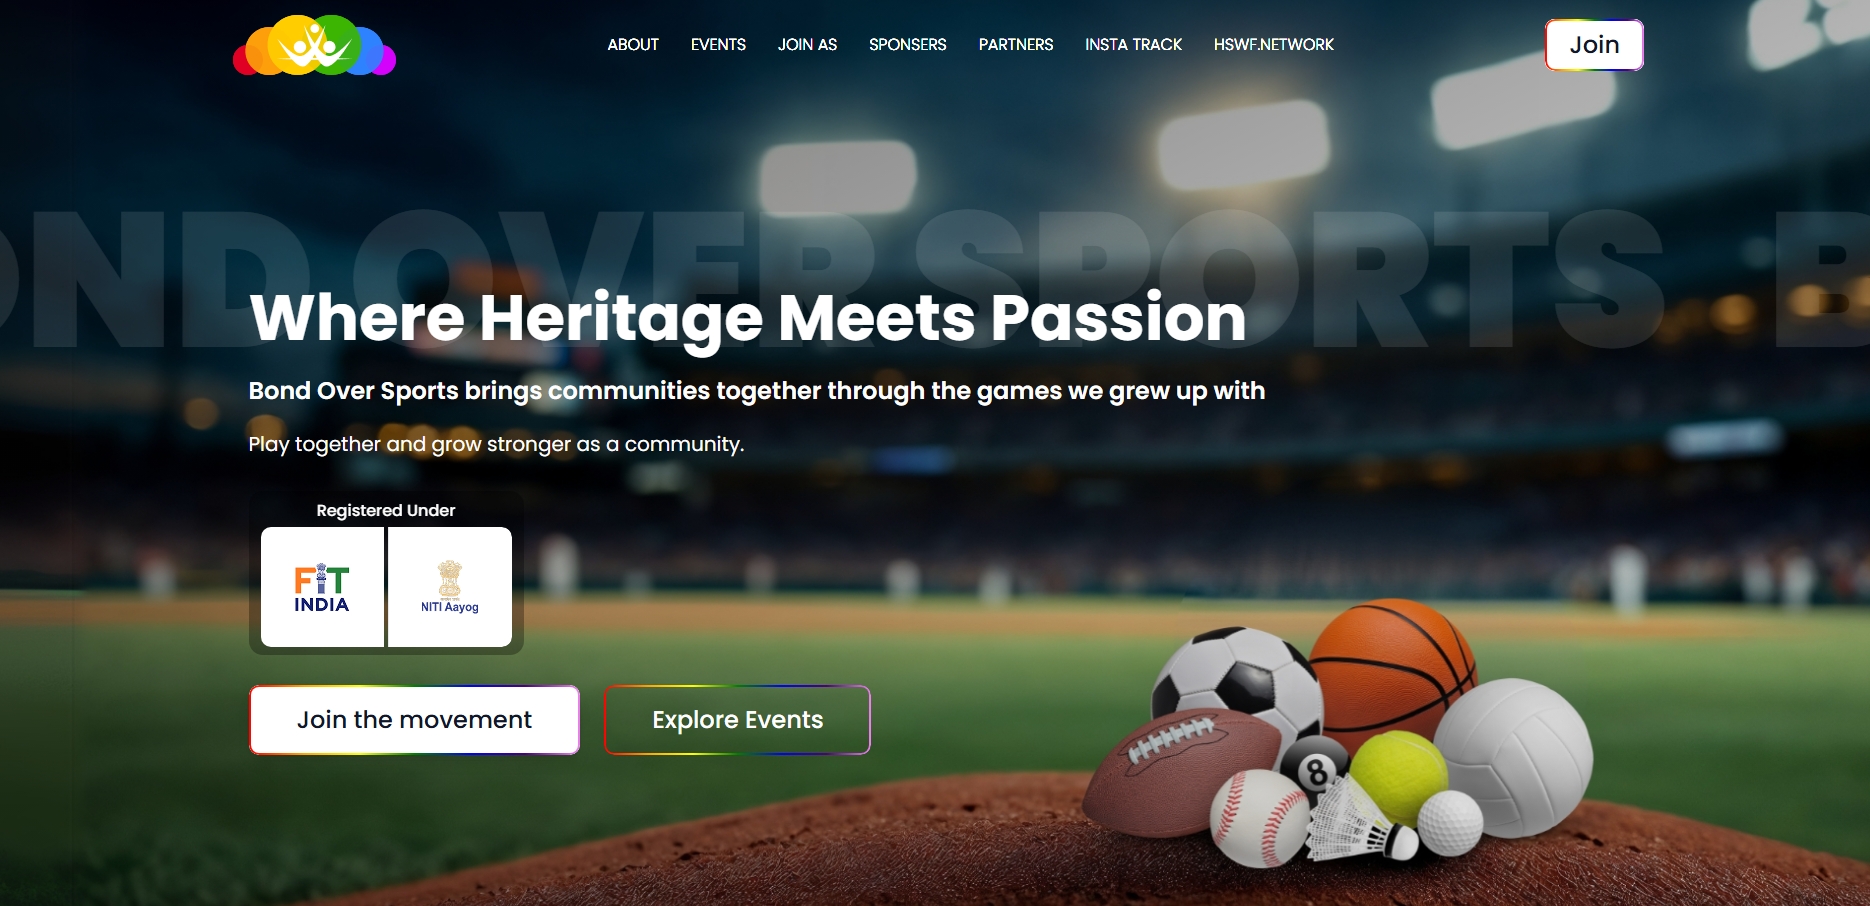 ABOUT EVENTS JOIN AS SPONSERS PARTNERS INSTA TRACK HSWF.NETWORK Join
OND OVER SPORTS B
Where Heritage Meets Passion
Bond Over Sports brings communities together through the games we grew up with
Play together and grow stronger as a community.
Registered Under
FiT
INDIA
NITI Aayog
Join the movement Explore Events
8